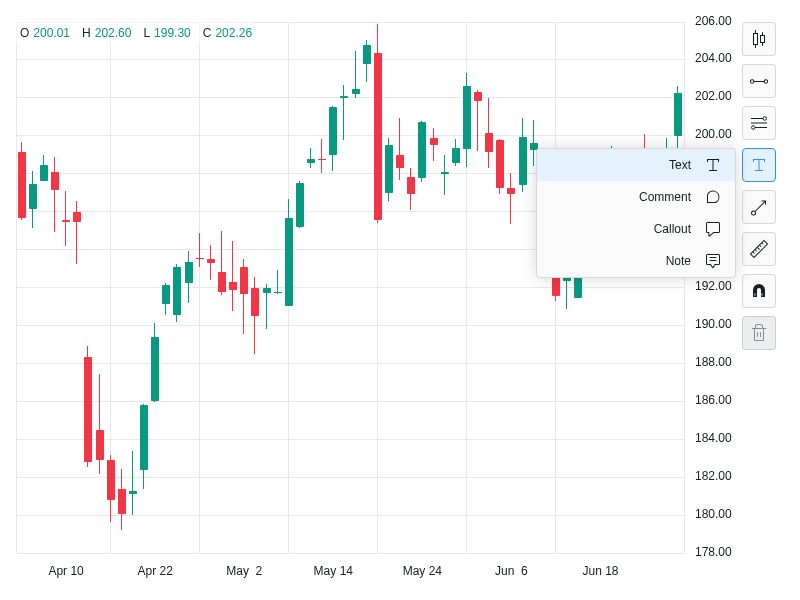 O 200.01 H 202.60 L 199.30 C 202.26
206.00
204.00
202.00
200.00
Text
Comment
Callout
Note
192.00
190.00
188.00
186.00
184.00
182.00
180.00
178.00
Apr 10 Apr 22 May 2 May 14 May 24 Jun 6 Jun 18